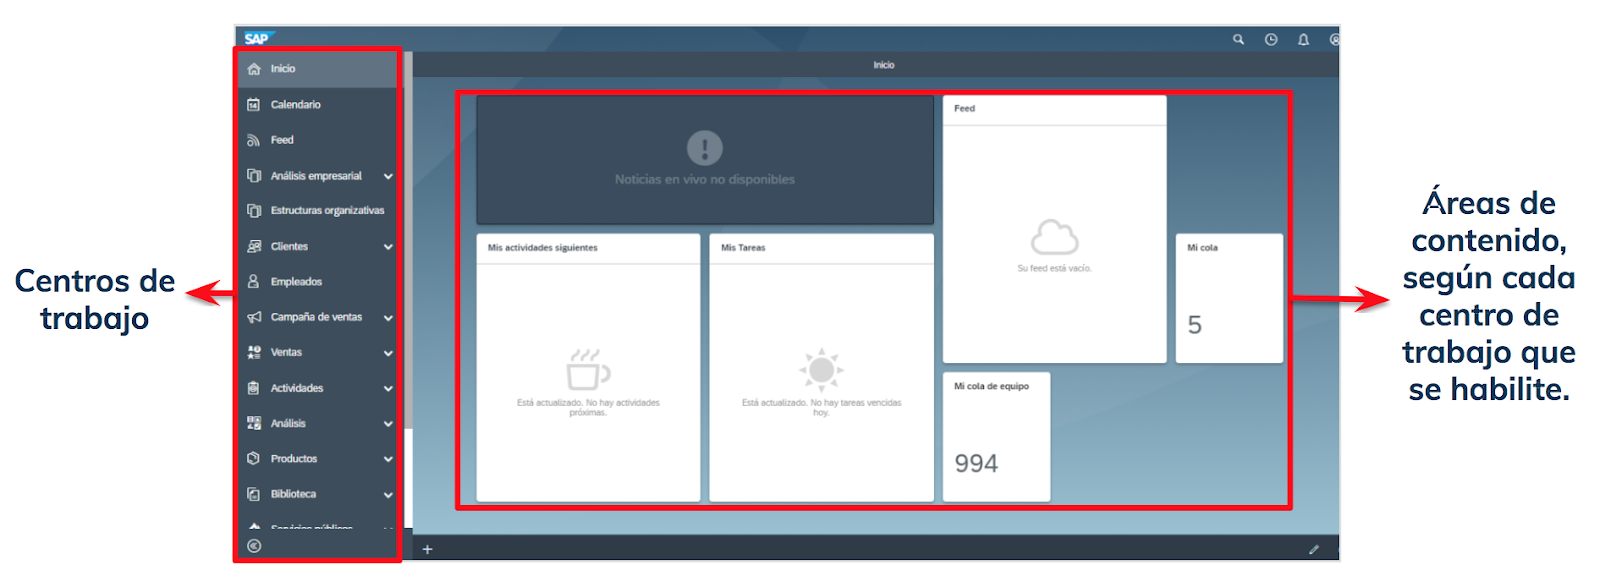 SAP
Inicio
Inicio
Calendario
Feed
Análisis empresarial
Estructuras organizativas
Clientes
Empleados
Campaña de ventas
Ventas
Actividades
Análisis
Productos
Biblioteca
Servicios públicos
Noticias en vivo no disponibles
Feed
Su feed está vacío.
Mis actividades siguientes
Está actualizado. No hay actividades
próximas.
Mis Tareas
Está actualizado. No hay tareas vencidas
hoy.
Mi cola
5
Mi cola de equipo
994
Centros de
trabajo
Áreas de
contenido,
según cada
centro de
trabajo que
se habilite.